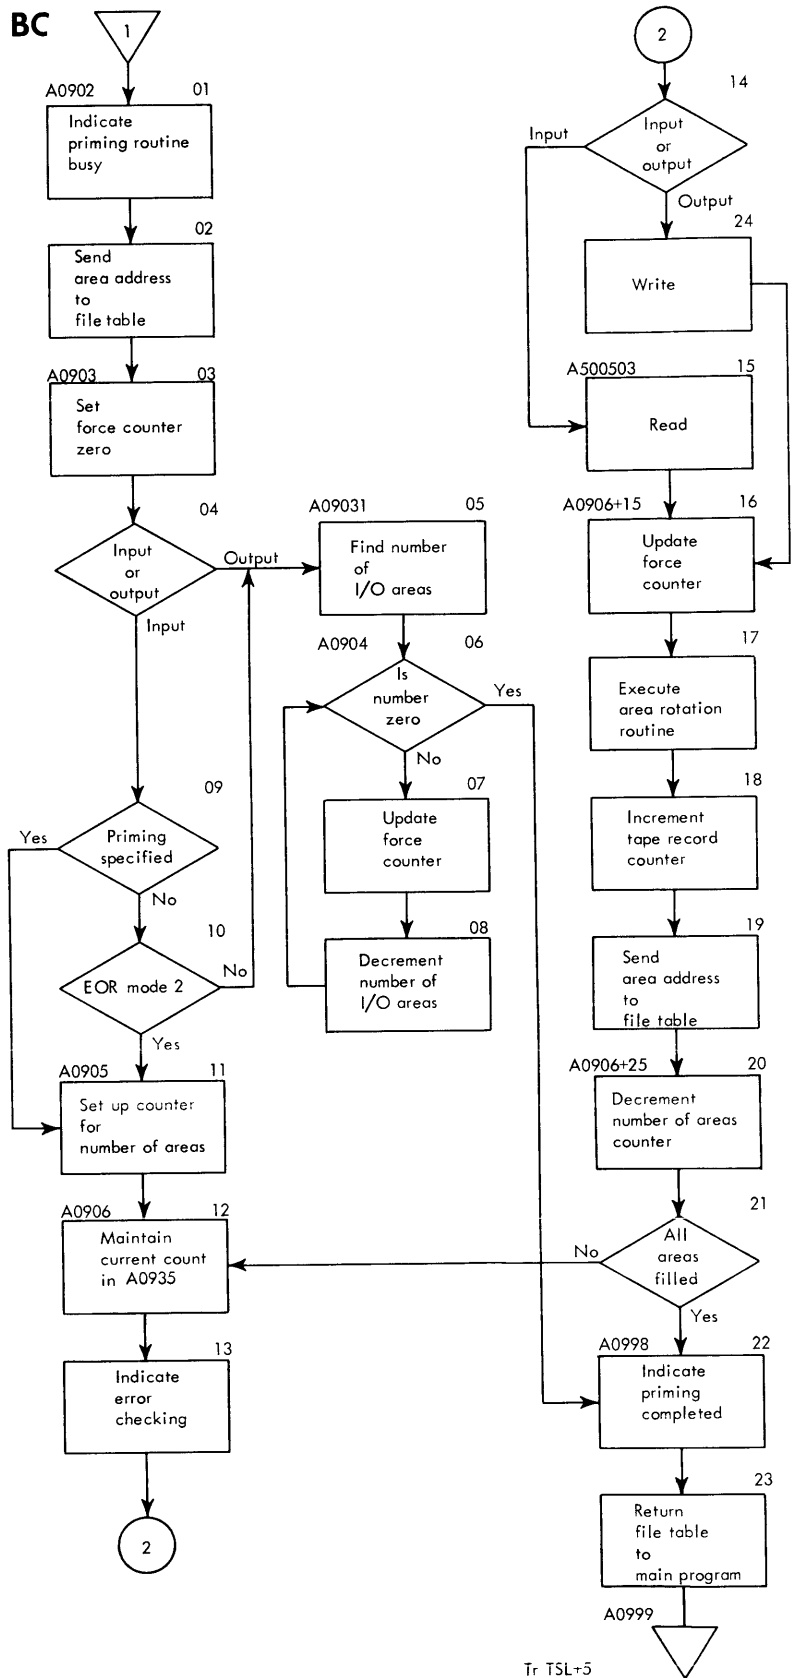 BC
1
A0902
01
Indicate
priming routine
busy
02
Send
area address
to
file table
A0903
03
Set
force counter
zero
04
Input
or
output
Output
Input
A09031
05
Find number
of
I/O areas
A0904
06
Is
number
zero
Yes
No
07
Update
force
counter
08
Decrement
number of
I/O areas
09
Priming
specified
Yes
No
10
EOR mode 2
No
Yes
A0905
11
Set up counter
for
number of areas
A0906
12
Maintain
current count
in A0935
13
Indicate
error
checking
2
2
14
Input
or
output
Input
Output
24
Write
A500503
15
Read
A0906+15
16
Update
force
counter
17
Execute
area rotation
routine
18
Increment
tape record
counter
19
Send
area address
to
file table
A0906+25
20
Decrement
number of areas
counter
21
All
areas
filled
No
Yes
A0998
22
Indicate
priming
completed
23
Return
file table
to
main program
A0999
Tr TSL+5